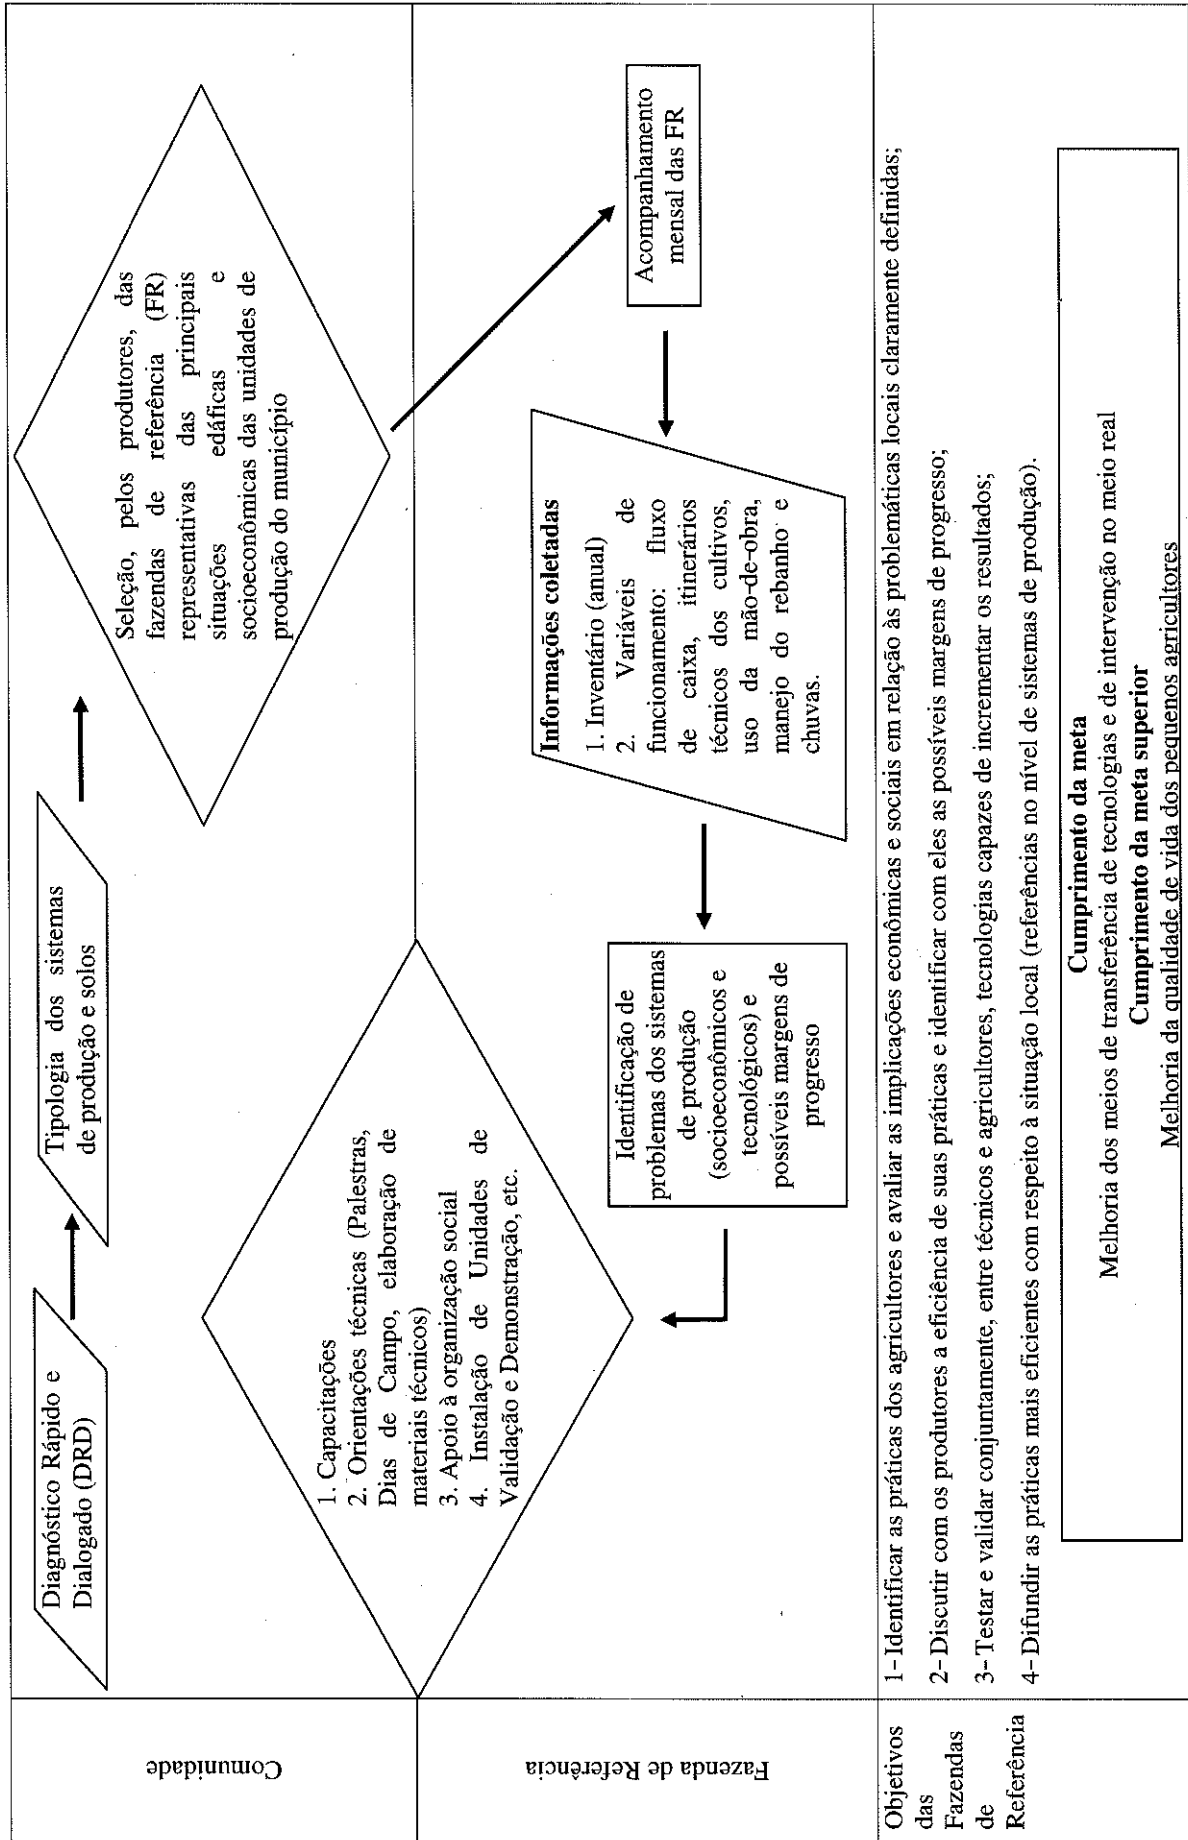 Comunidade
Diagnóstico Rápido e
Dialogado (DRD)
Tipologia dos sistemas
de produção e solos
Seleção, pelos produtores, das
fazendas de referência (FR)
representativas das principais
situações edáficas e
socioeconômicas das unidades de
produção do município
1. Capacitações
2. Orientações técnicas (Palestras,
Dias de Campo, elaboração de
materiais técnicos)
3. Apoio à organização social
4. Instalação de Unidades de
Validação e Demonstração, etc.
Fazenda de Referência
Acompanhamento
mensal das FR
Informações coletadas
1. Inventário (anual)
2. Variáveis de
funcionamento: fluxo
de caixa, itinerários
técnicos dos cultivos,
uso da mão-de-obra,
manejo do rebanho e
chuvas.
Identificação de
problemas dos sistemas
de produção
(socioeconômicos e
tecnológicos) e
possíveis margens de
progresso
Objetivos
das
Fazendas
de
Referência
1- Identificar as práticas dos agricultores e avaliar as implicações econômicas e sociais em relação às problemáticas locais claramente definidas;
2- Discutir com os produtores a eficiência de suas práticas e identificar com eles as possíveis margens de progresso;
3- Testar e validar conjuntamente, entre técnicos e agricultores, tecnologias capazes de incrementar os resultados;
4- Difundir as práticas mais eficientes com respeito à situação local (referências no nível de sistemas de produção).
Cumprimento da meta
Melhoria dos meios de transferência de tecnologias e de intervenção no meio real
Cumprimento da meta superior
Melhoria da qualidade de vida dos pequenos agricultores